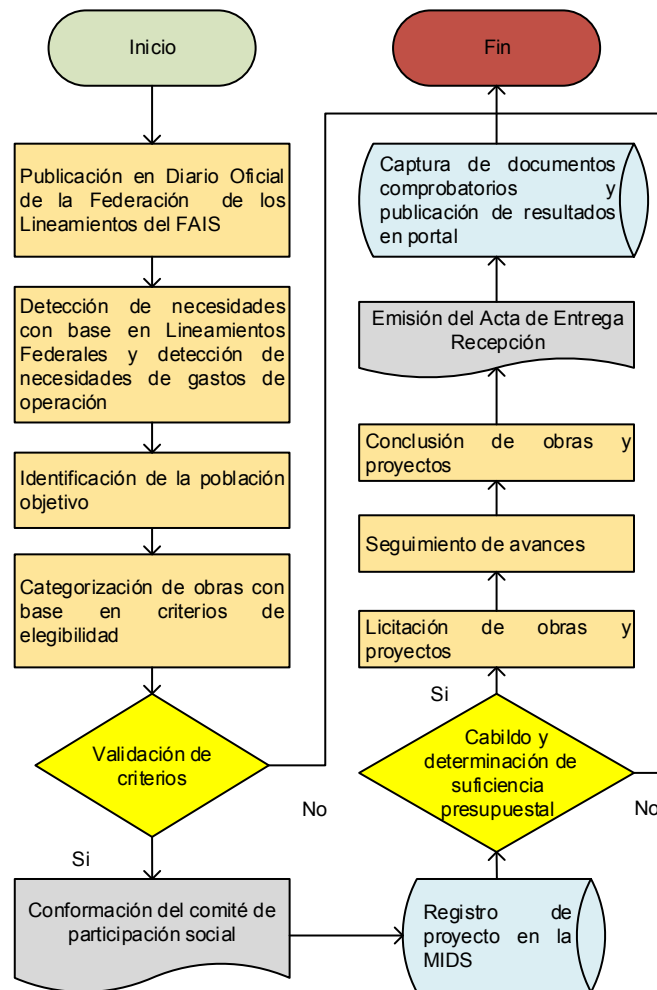 Inicio
Publicación en Diario Oficial
de la Federación de los
Lineamientos del FAIS
Detección de necesidades
con base en Lineamientos
Federales y detección de
necesidades de gastos de
operación
Identificación de la población
objetivo
Categorización de obras con
base en criterios de
elegibilidad
Validación de
criterios
No
Si
Conformación del comité de
participación social
Registro de
proyecto en la
MIDS
Cabildo y
determinación de
suficiencia
presupuestal
No
Si
Licitación de obras y
proyectos
Seguimiento de avances
Conclusión de obras y
proyectos
Emisión del Acta de Entrega
Recepción
Captura de documentos
comprobatorios y
publicación de resultados
en portal
Fin